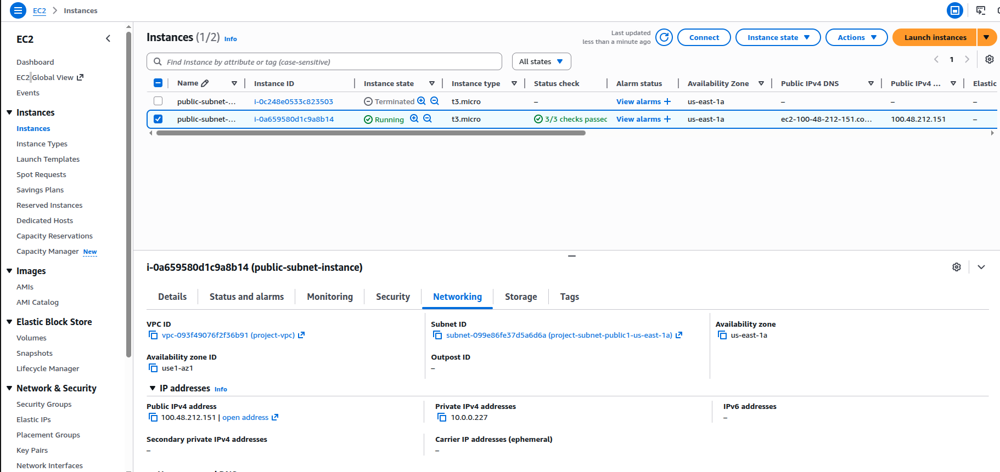 EC2 > Instances
EC2
Dashboard
EC2 Global View
Events
Instances
Instances
Instance Types
Launch Templates
Spot Requests
Savings Plans
Reserved Instances
Dedicated Hosts
Capacity Reservations
Capacity Manager New
Images
AMIs
AMI Catalog
Elastic Block Store
Volumes
Snapshots
Lifecycle Manager
Network & Security
Security Groups
Elastic IPs
Placement Groups
Key Pairs
Network Interfaces
Instances (1/2) Info
Last updated
less than a minute ago
Connect
Instance state
Actions
Launch instances
Find Instance by attribute or tag (case-sensitive)
All states
1
Name Instance ID Instance state Instance type Status check Alarm status Availability Zone Public IPv4 DNS Public IPv4 ... Elastic
public-subnet-... i-0c248e0533c823503 Terminated t3.micro – View alarms + us-east-1a – – –
public-subnet-... i-0a659580d1c9a8b14 Running t3.micro 3/3 checks passec View alarms + us-east-1a ec2-100-48-212-151.co... 100.48.212.151 –
i-0a659580d1c9a8b14 (public-subnet-instance)
Details Status and alarms Monitoring Security Networking Storage Tags
VPC ID
vpc-093f49076f2f36b91 (project-vpc)
Subnet ID
subnet-099e86fe37d5a6d6a (project-subnet-public1-us-east-1a)
Availability zone
us-east-1a
Availability zone ID
use1-az1
Outpost ID
–
IP addresses Info
Public IPv4 address
100.48.212.151 | open address
Private IPv4 addresses
10.0.0.227
IPv6 addresses
–
Secondary private IPv4 addresses
–
Carrier IP addresses (ephemeral)
–